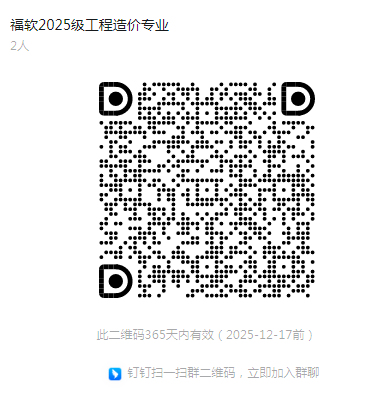 福软2025级工程造价专业
2人
此二维码365天内有效（2025-12-17前）
钉钉扫一扫群二维码，立即加入群聊